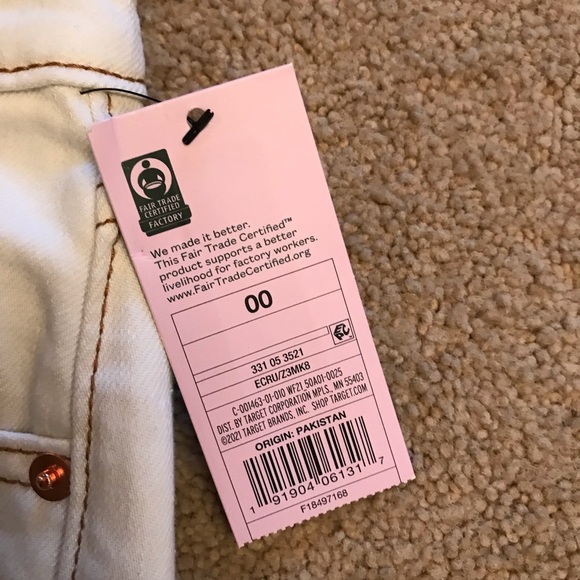 FAIR TRADE
CERTIFIED
FACTORY
We made it better.
This Fair Trade Certified™
product supports a better
livelihood for factory workers.
www.FairTradeCertified.org
00
331 05 3521
ECRU/Z3MK8
C-001463-01-010 WF21_50A01-0025
DIST. BY TARGET CORPORATION MPLS., MN 55403
©2021 TARGET BRANDS, INC. SHOP TARGET.COM
ORIGIN: PAKISTAN
1 91904 06131 7
F18497168